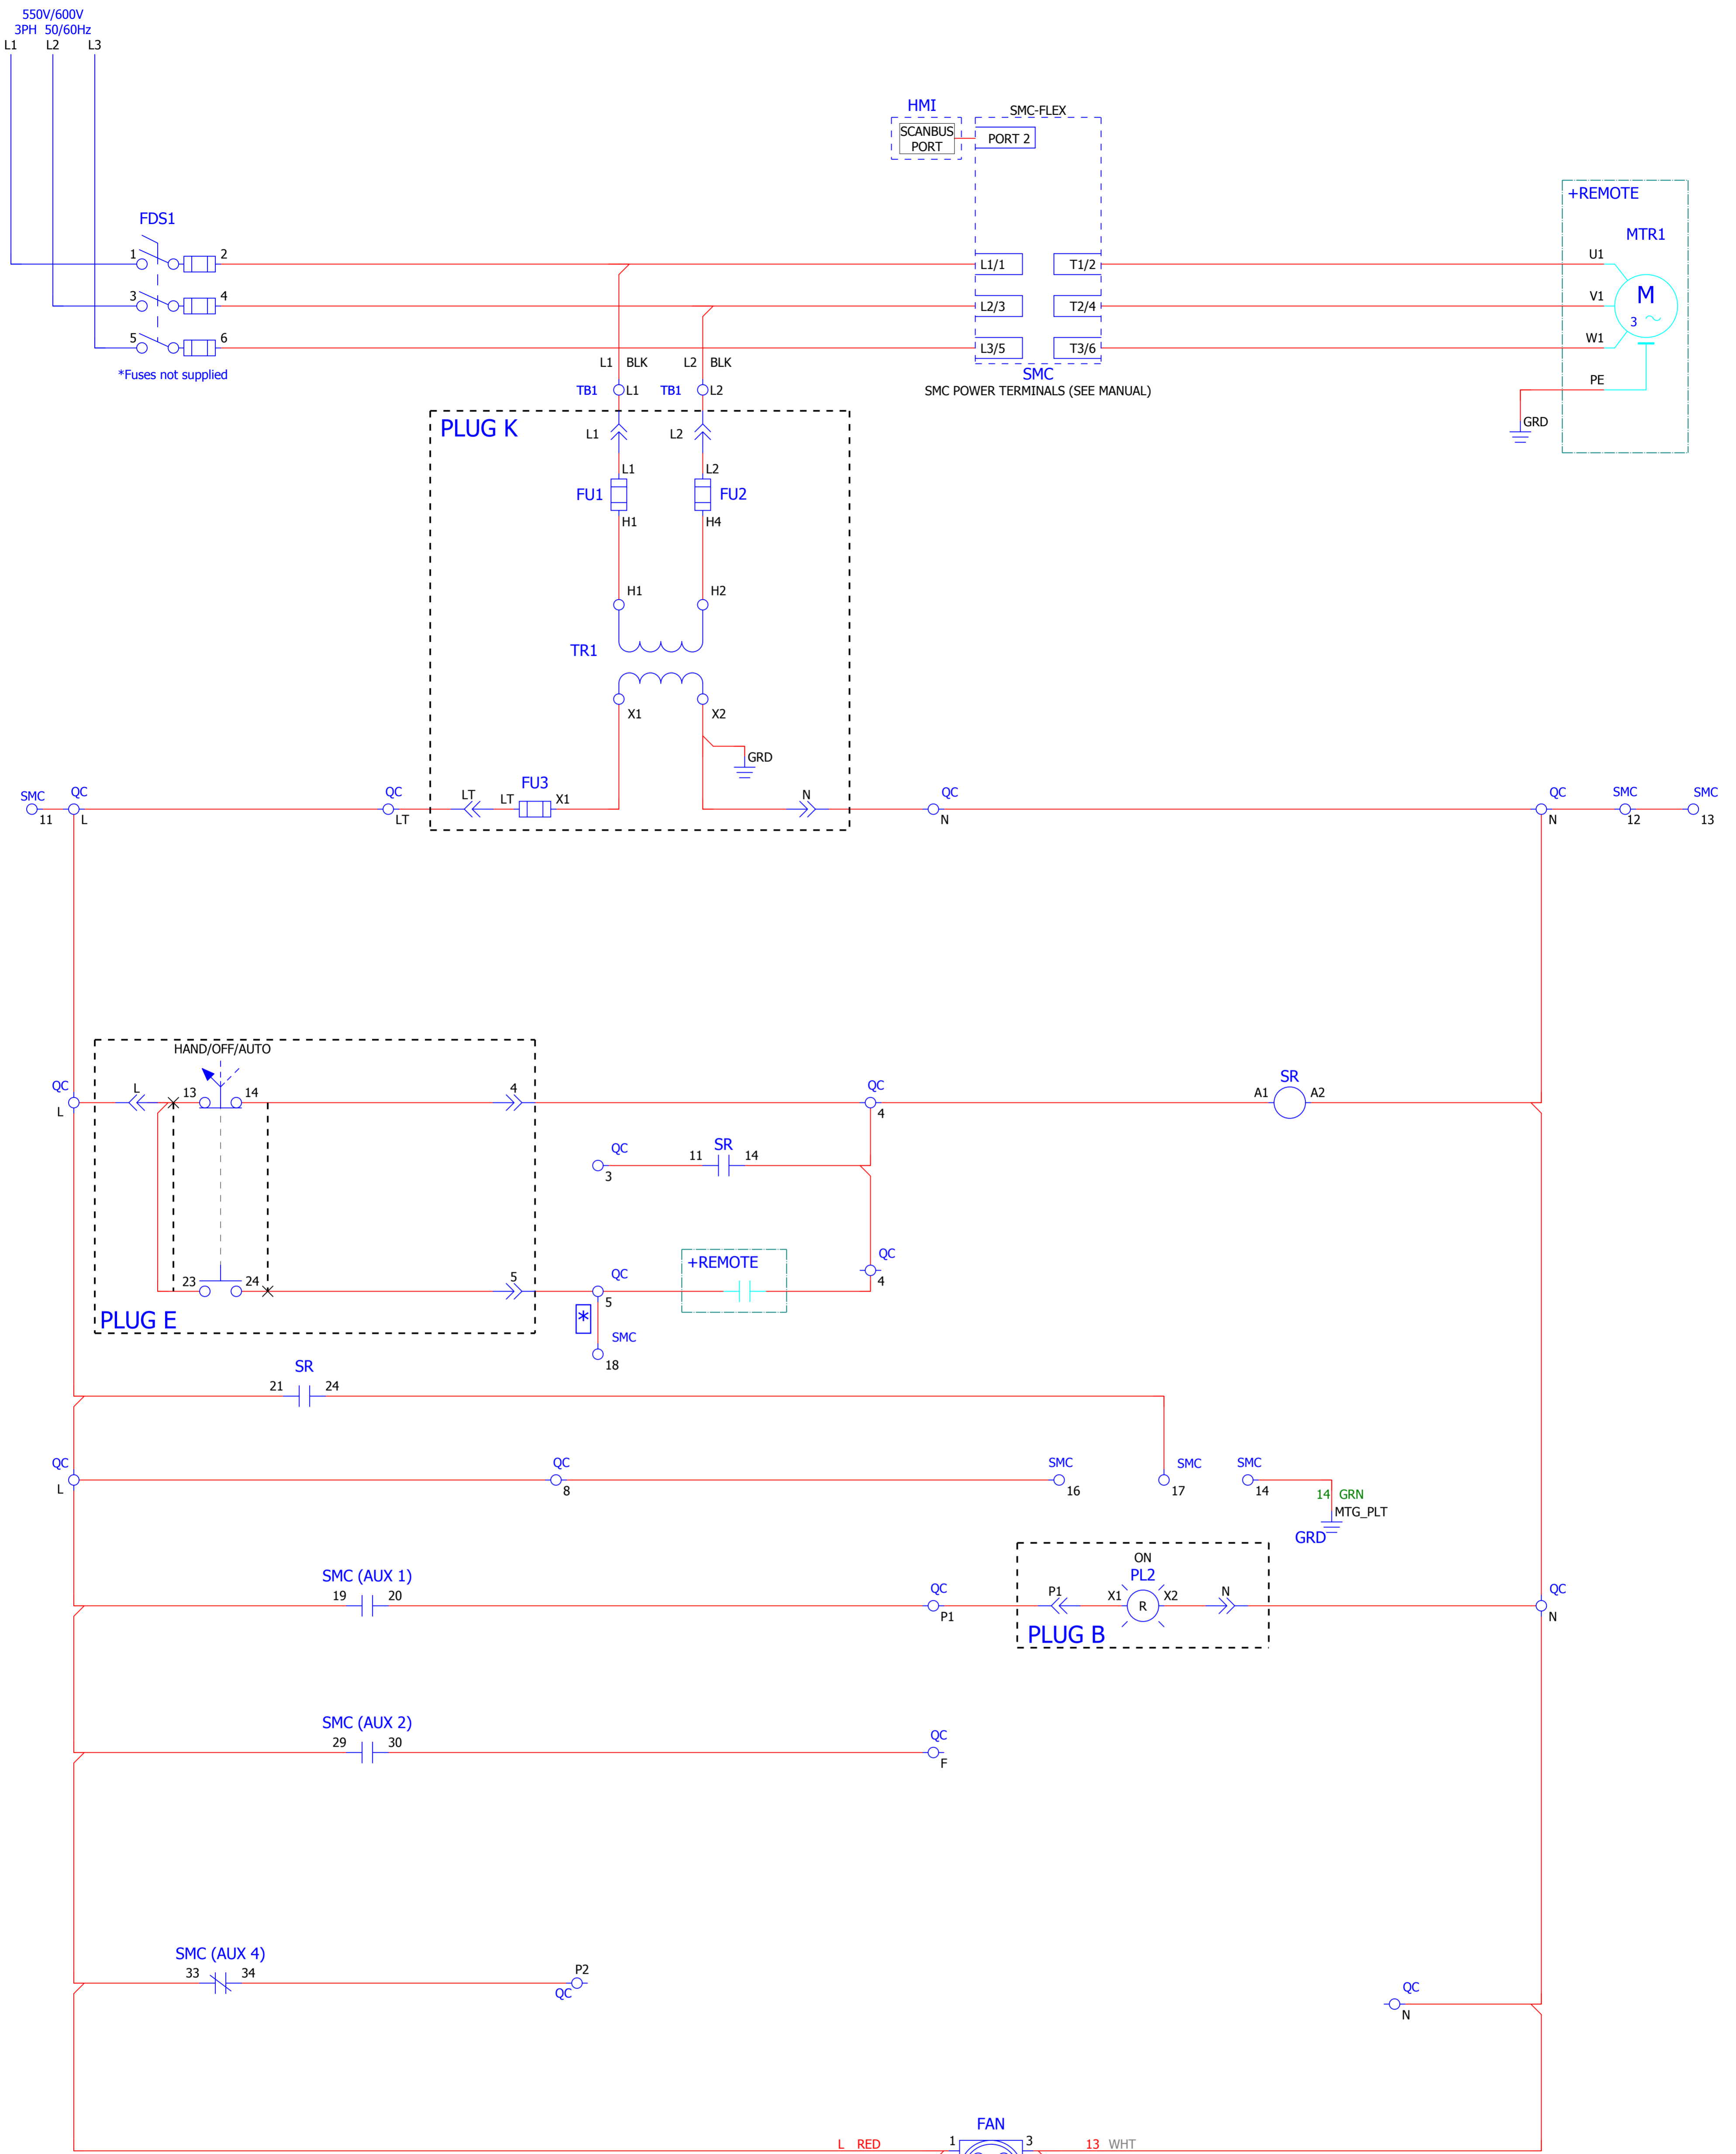 550V/600V
3PH 50/60Hz
L1 L2 L3
HMI
SMC-FLEX
SCANBUS
PORT
PORT 2
+REMOTE
FDS1
MTR1
1 2
L1/1 T1/2
U1
3 4
L2/3 T2/4
V1
M
3
5 6
L3/5 T3/6
W1
*Fuses not supplied
L1 BLK L2 BLK
SMC
PE
TB1 L1 TB1 L2
SMC POWER TERMINALS (SEE MANUAL)
GRD
PLUG K
L1 L2
L1 L2
FU1 FU2
H1 H4
H1 H2
TR1
X1 X2
GRD
SMC QC QC LT LT FU3 X1 N QC QC SMC SMC
11 L LT N N 12 13
HAND/OFF/AUTO
QC L 13 14 4 QC SR
A1 A2
L 4
QC SR
11 14
3
QC
+REMOTE
4
23 24 5 QC
5
PLUG E
*
SMC
18
SR
21 24
QC QC SMC SMC SMC
L 8 16 17 14
14 GRN
MTG_PLT
GRD
ON
SMC (AUX 1) PL2
19 20 QC P1 X1 R X2 N QC
P1 N
PLUG B
SMC (AUX 2)
29 30 QC
F
SMC (AUX 4)
33 34 P2
QC
QC
N
FAN
L RED 1 3 13 WHT